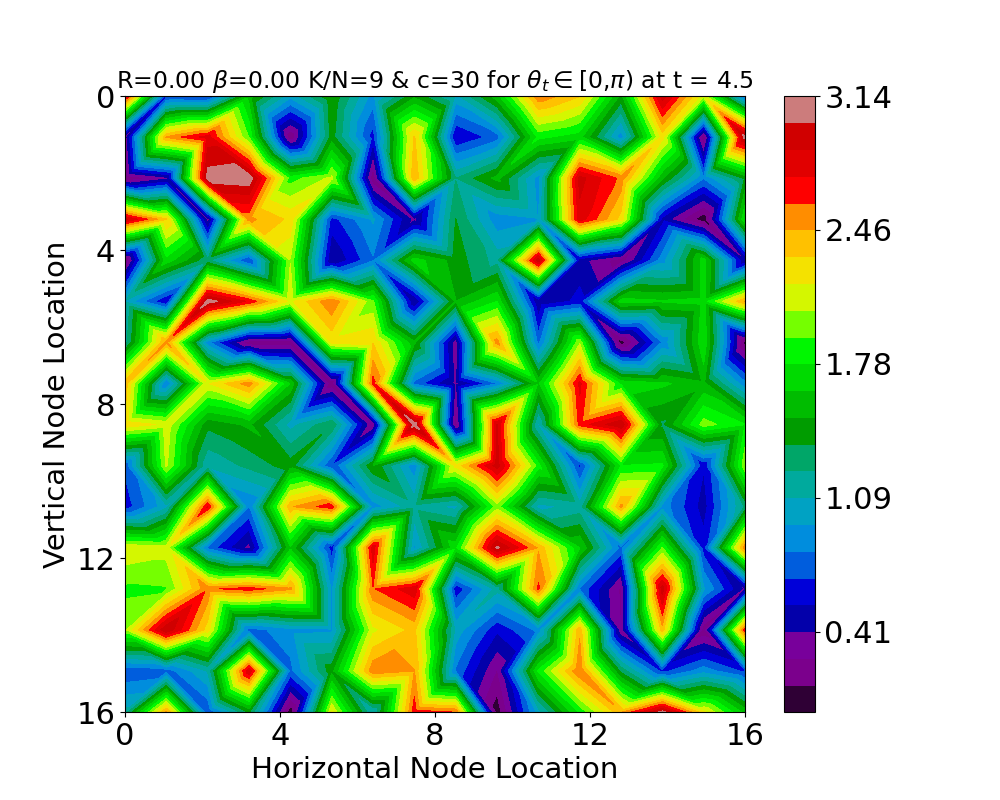 R=0.00 β=0.00 K/N=9 & c=30 for θₜ ∈ [0,π) at t = 4.5
0
4
8
12
16
0 4 8 12 16
Vertical Node Location
Horizontal Node Location
3.14
2.46
1.78
1.09
0.41